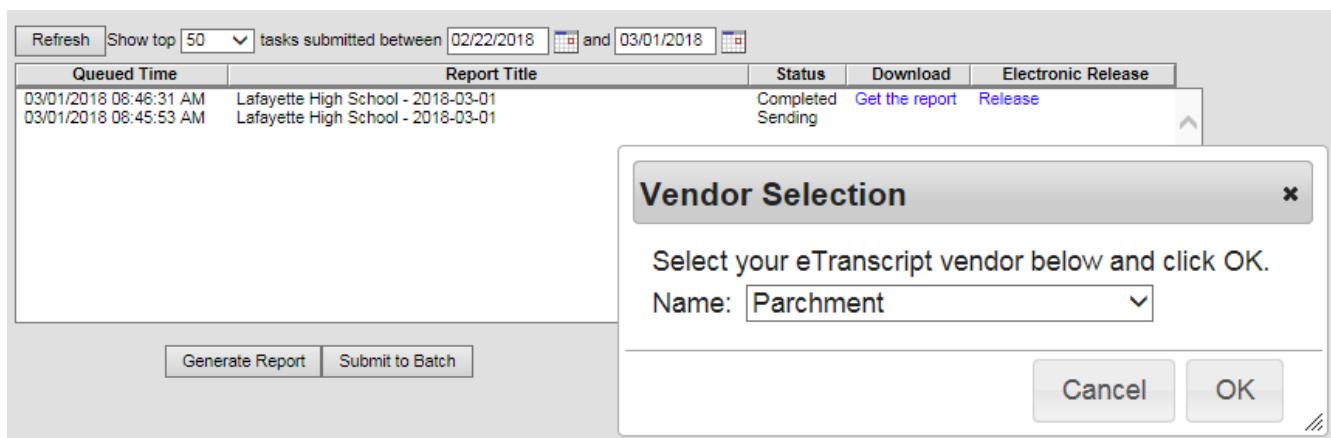 Refresh Show top 50 tasks submitted between 02/22/2018 and 03/01/2018
Queued Time Report Title Status Download Electronic Release
03/01/2018 08:46:31 AM Lafayette High School - 2018-03-01 Completed Get the report Release
03/01/2018 08:45:53 AM Lafayette High School - 2018-03-01 Sending
Vendor Selection
Select your eTranscript vendor below and click OK.
Name: Parchment
Generate Report Submit to Batch
Cancel OK